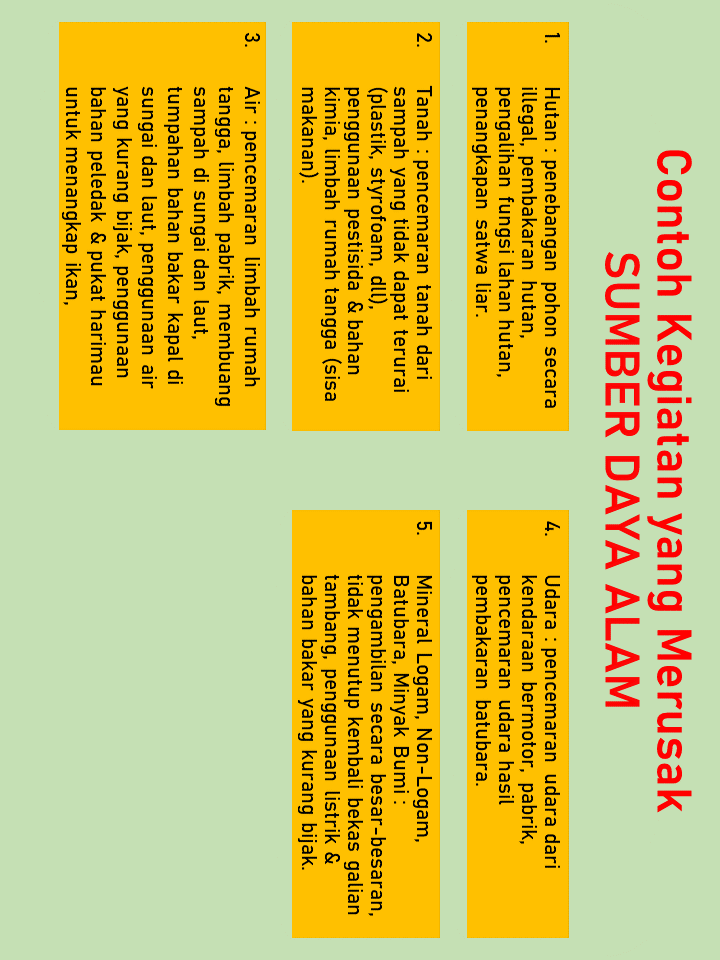 Contoh Kegiatan yang Merusak
SUMBER DAYA ALAM
1. Hutan : penebangan pohon secara
illegal, pembakaran hutan,
pengalihan fungsi lahan hutan,
penangkapan satwa liar.
2. Tanah : pencemaran tanah dari
sampah yang tidak dapat terurai
(plastik, styrofoam, dll),
penggunaan pestisida & bahan
kimia, limbah rumah tangga (sisa
makanan).
3. Air : pencemaran limbah rumah
tangga, limbah pabrik, membuang
sampah di sungai dan laut,
tumpahan bahan bakar kapal di
sungai dan laut, penggunaan air
yang kurang bijak, penggunaan
bahan peledak & pukat harimau
untuk menangkap ikan,
4. Udara : pencemaran udara dari
kendaraan bermotor, pabrik,
pencemaran udara hasil
pembakaran batubara.
5. Mineral Logam, Non-Logam,
Batubara, Minyak Bumi :
pengambilan secara besar-besaran,
tidak menutup kembali bekas galian
tambang, penggunaan listrik &
bahan bakar yang kurang bijak.